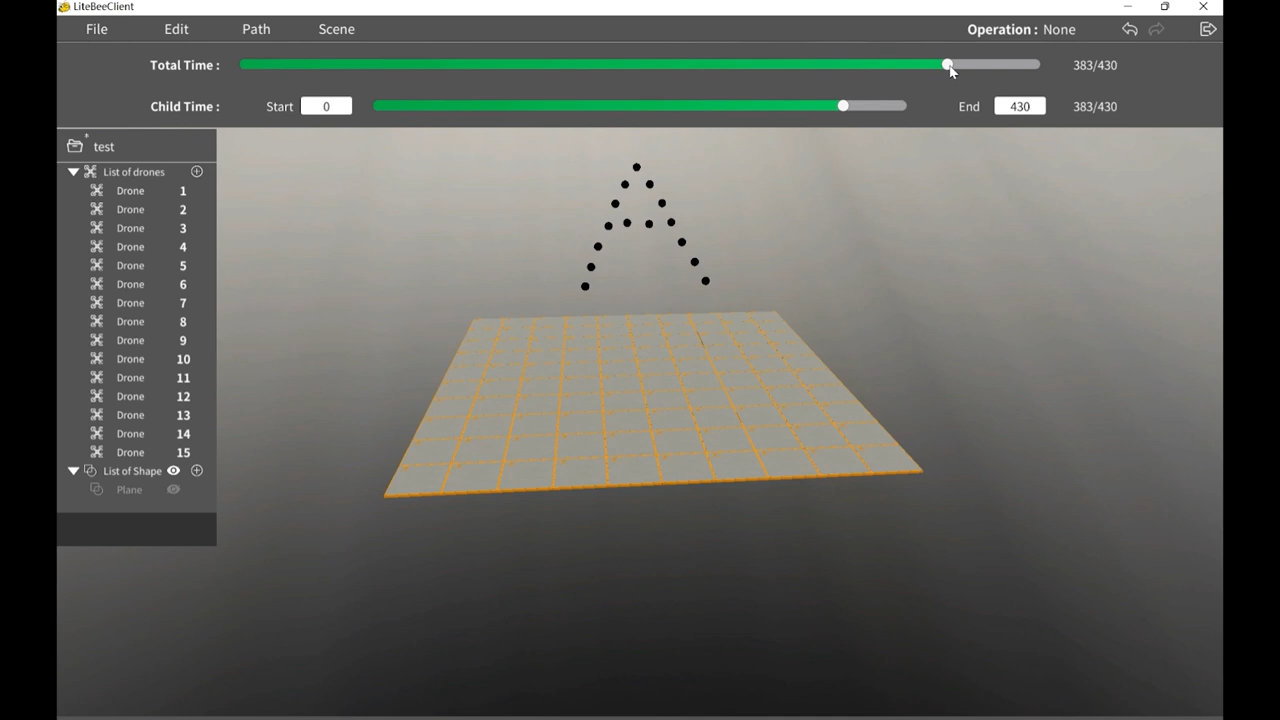 LiteBeeClient
File Edit Path Scene Operation : None
Total Time : 383/430
Child Time : Start 0 End 430 383/430
* test
List of drones
Drone 1
Drone 2
Drone 3
Drone 4
Drone 5
Drone 6
Drone 7
Drone 8
Drone 9
Drone 10
Drone 11
Drone 12
Drone 13
Drone 14
Drone 15
List of Shape
Plane